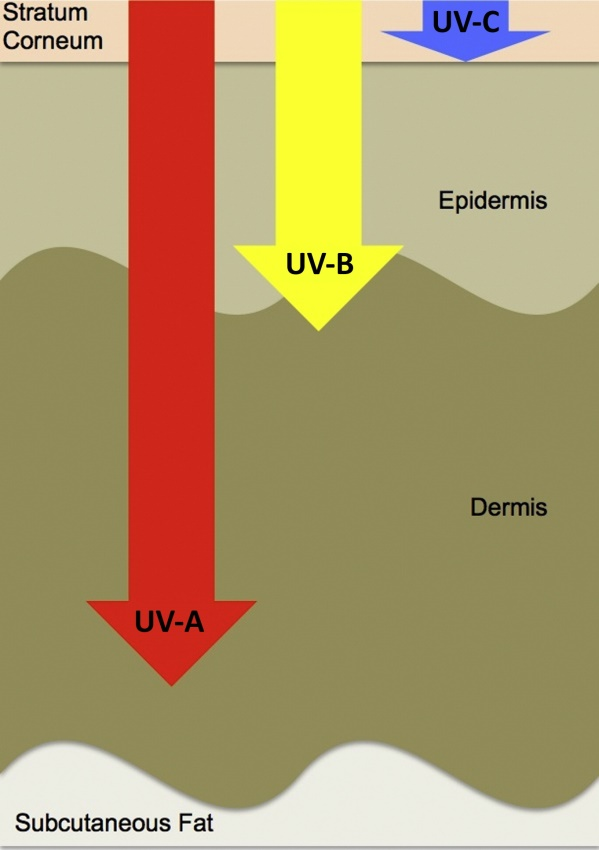 Stratum
Corneum
UV-C
Epidermis
UV-B
Dermis
UV-A
Subcutaneous Fat